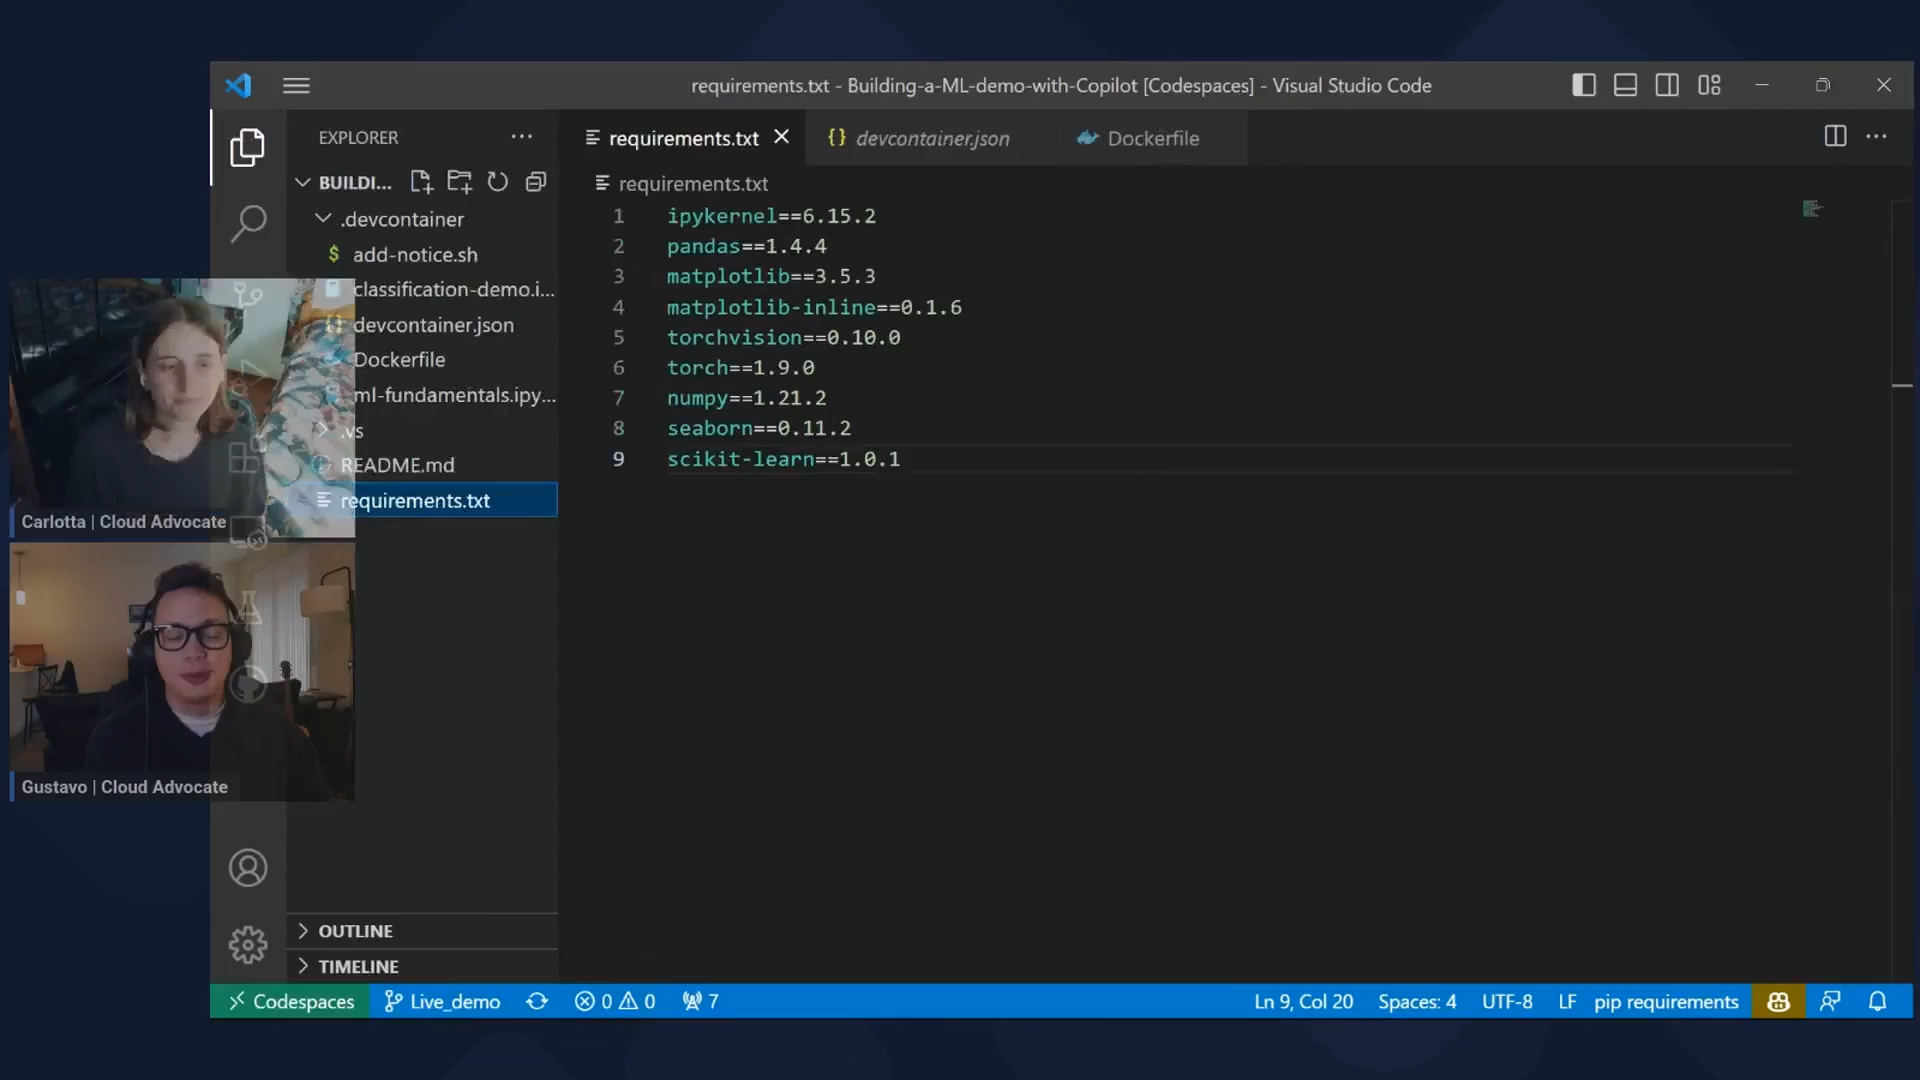 requirements.txt - Building-a-ML-demo-with-Copilot [Codespaces] - Visual Studio Code
EXPLORER
requirements.txt
devcontainer.json
Dockerfile
BUILDI...
requirements.txt
.devcontainer
add-notice.sh
classification-demo.i...
devcontainer.json
Dockerfile
ml-fundamentals.ipy...
.vs
README.md
requirements.txt
1 ipykernel==6.15.2
2 pandas==1.4.4
3 matplotlib==3.5.3
4 matplotlib-inline==0.1.6
5 torchvision==0.10.0
6 torch==1.9.0
7 numpy==1.21.2
8 seaborn==0.11.2
9 scikit-learn==1.0.1
Carlotta | Cloud Advocate
Gustavo | Cloud Advocate
OUTLINE
TIMELINE
Codespaces
Live_demo
0
0
7
Ln 9, Col 20
Spaces: 4
UTF-8
LF
pip requirements